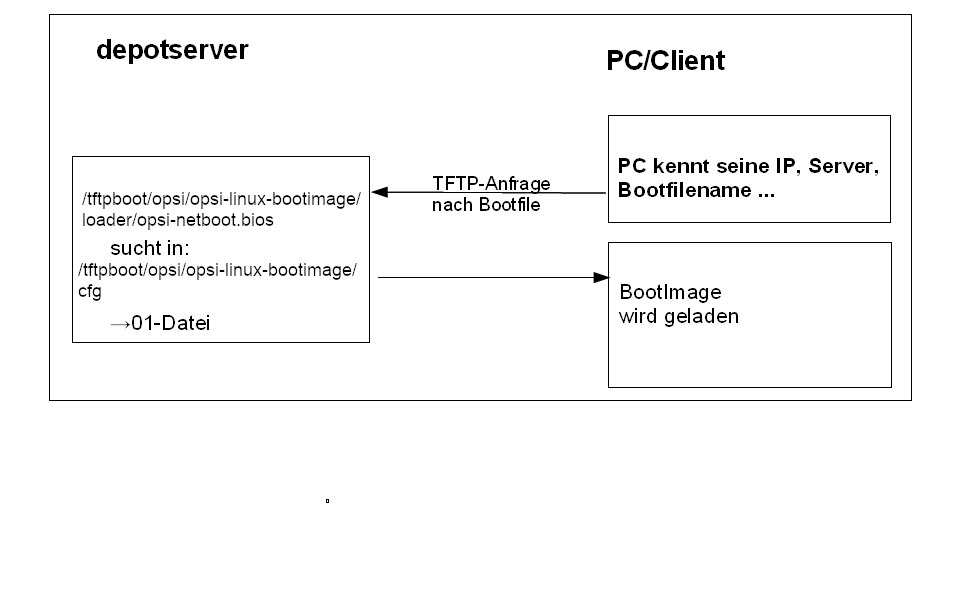 depotserver
PC/Client
/tftpboot/opsi/opsi-linux-bootimage/
loader/opsi-netboot.bios
sucht in:
/tftpboot/opsi/opsi-linux-bootimage/
cfg
→01-Datei
TFTP-Anfrage
nach Bootfile
PC kennt seine IP, Server,
Bootfilename ...
BootImage
wird geladen